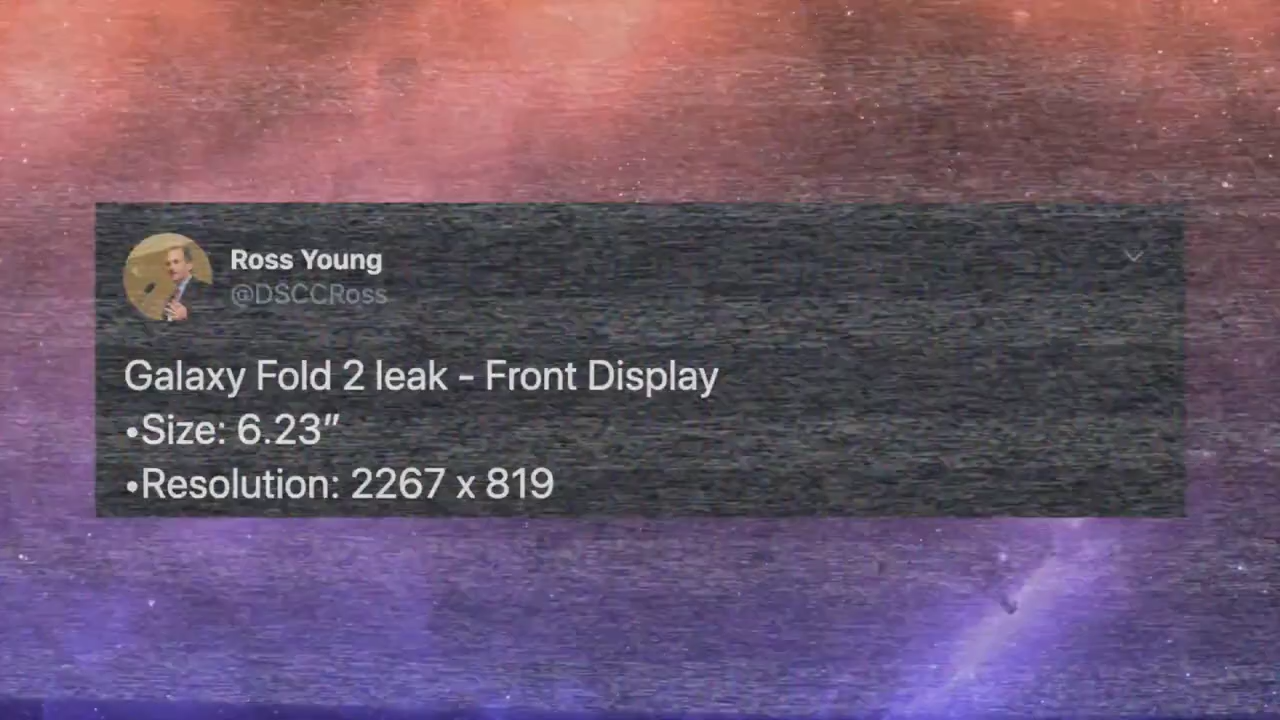 Ross Young
@DSCCRoss
Galaxy Fold 2 leak - Front Display
•Size: 6.23”
•Resolution: 2267 x 819